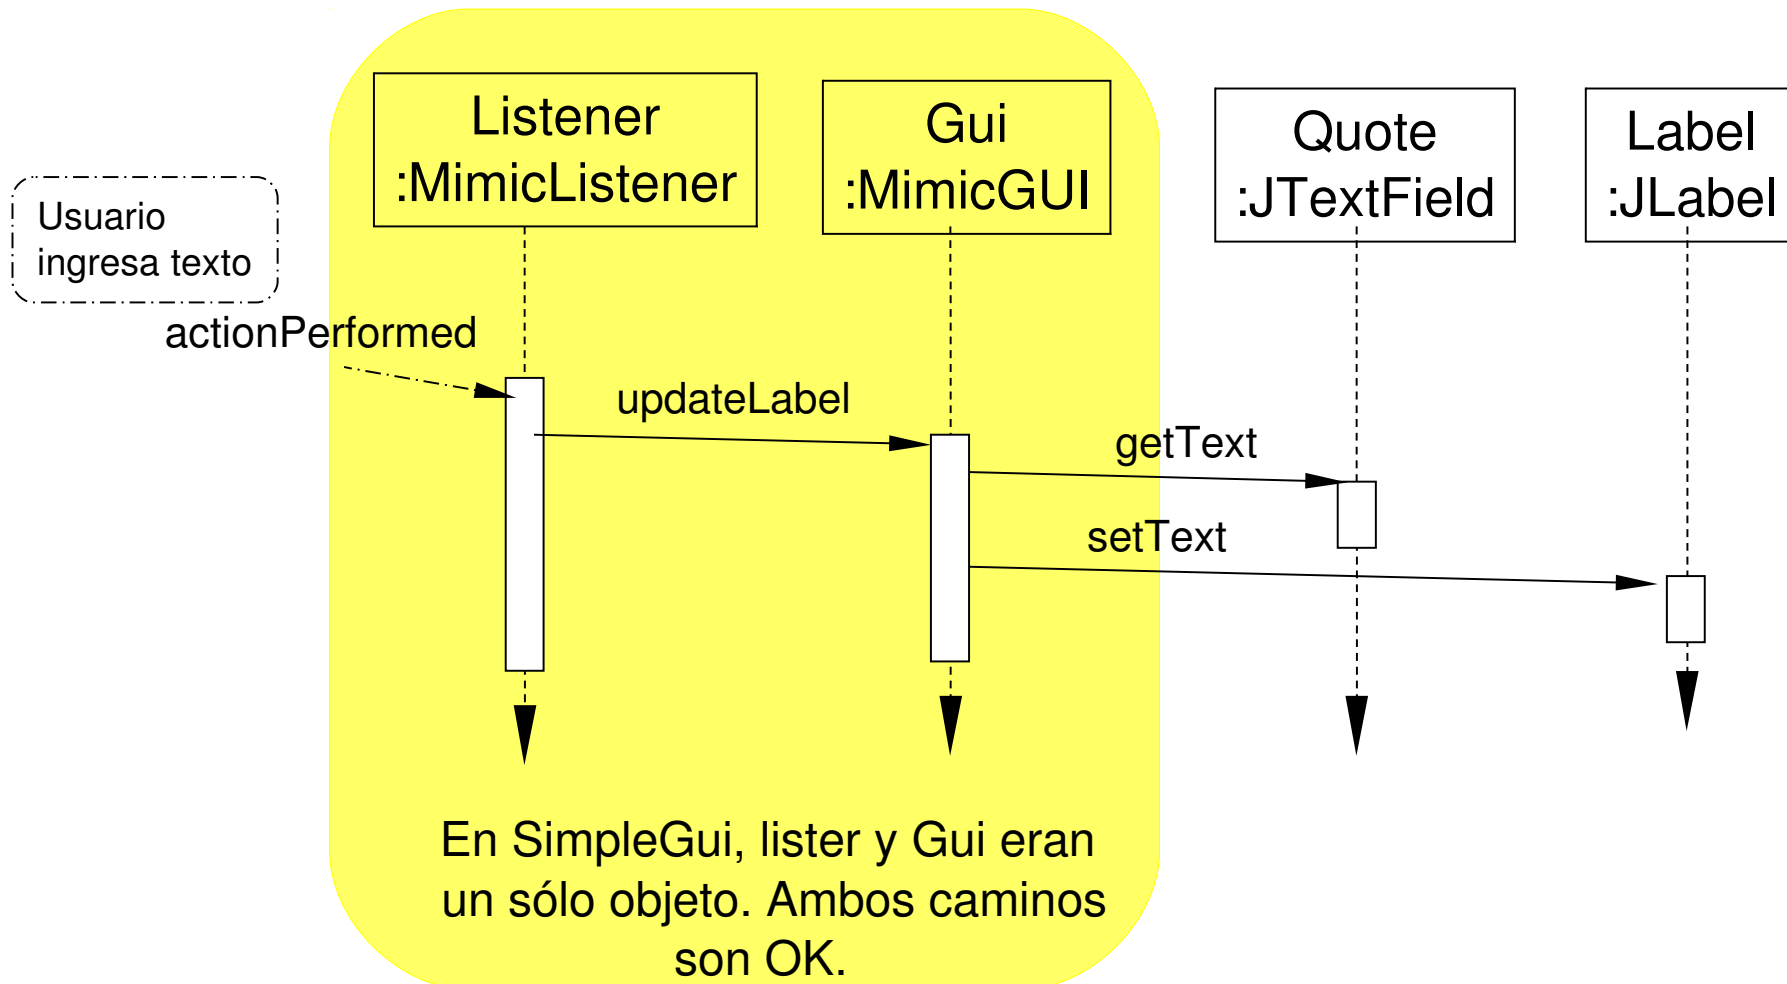 Listener
:MimicListener
Gui
:MimicGUI
Quote
:JTextField
Label
:JLabel
Usuario
ingresa texto
actionPerformed
updateLabel
getText
setText
En SimpleGui, lister y Gui eran
un sólo objeto. Ambos caminos
son OK.